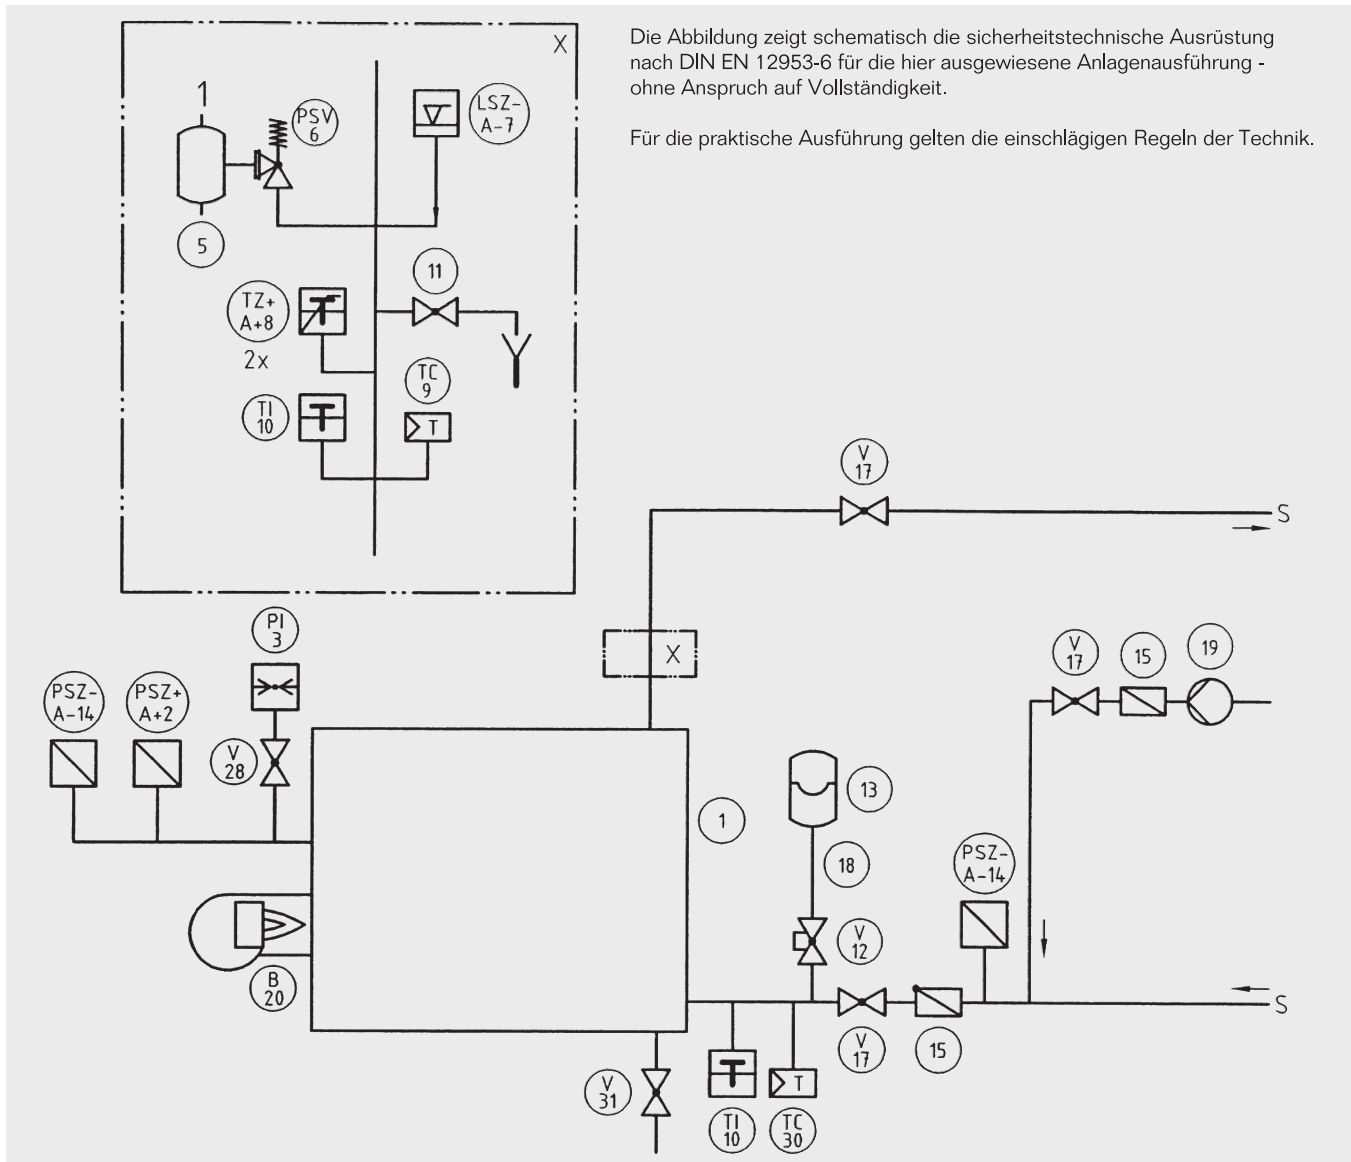 Die Abbildung zeigt schematisch die sicherheitstechnische Ausrüstung
nach DIN EN 12953-6 für die hier ausgewiesene Anlagenausführung -
ohne Anspruch auf Vollständigkeit.
Für die praktische Ausführung gelten die einschlägigen Regeln der Technik.
X
1
PSV
6
LSZ-
A-7
5
11
TZ+
A+8
2x
TC
9
TI
10
T
V
17
S
PI
3
X
V
17
15
19
PSZ-
A-14
PSZ+
A+2
V
28
1
13
18
PSZ-
A-14
V
12
B
20
S
V
17
15
V
31
T
TI
10
TC
30